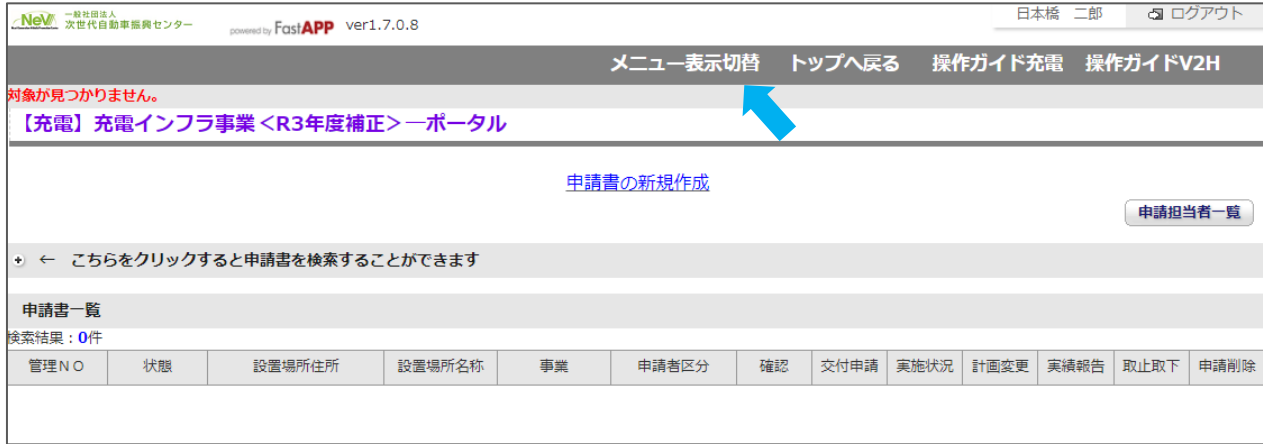 NeV 一般社団法人
次世代自動車振興センター powered by FastAPP ver1.7.0.8 日本橋 二郎 ログアウト
メニュー表示切替 トップへ戻る 操作ガイド充電 操作ガイドV2H
対象が見つかりません。
【充電】充電インフラ事業＜R3年度補正＞―ポータル
申請書の新規作成
申請担当者一覧
← こちらをクリックすると申請書を検索することができます
申請書一覧
検索結果：0件
管理NO 状態 設置場所住所 設置場所名称 事業 申請者区分 確認 交付申請 実施状況 計画変更 実績報告 取止取下 申請削除